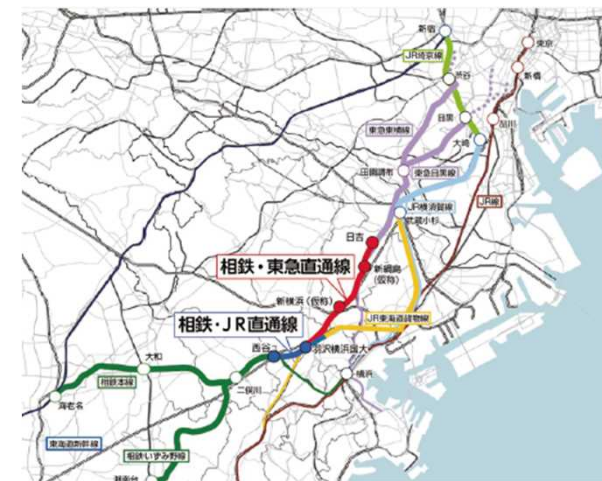 新宿
JR埼京線
渋谷
東京
新橋
目黒
品川
東急東横線
大崎
田園調布
東急目黒線
JR横須賀線
JR線
武蔵小杉
日吉
相鉄・東急直通線
新綱島
(仮称)
新横浜(仮称)
相鉄・JR直通線
JR東海道貨物線
西谷
羽沢横浜国大
大和
横浜
相鉄本線
二俣川
海老名
東海道新幹線
相鉄いずみ野線
湘南台